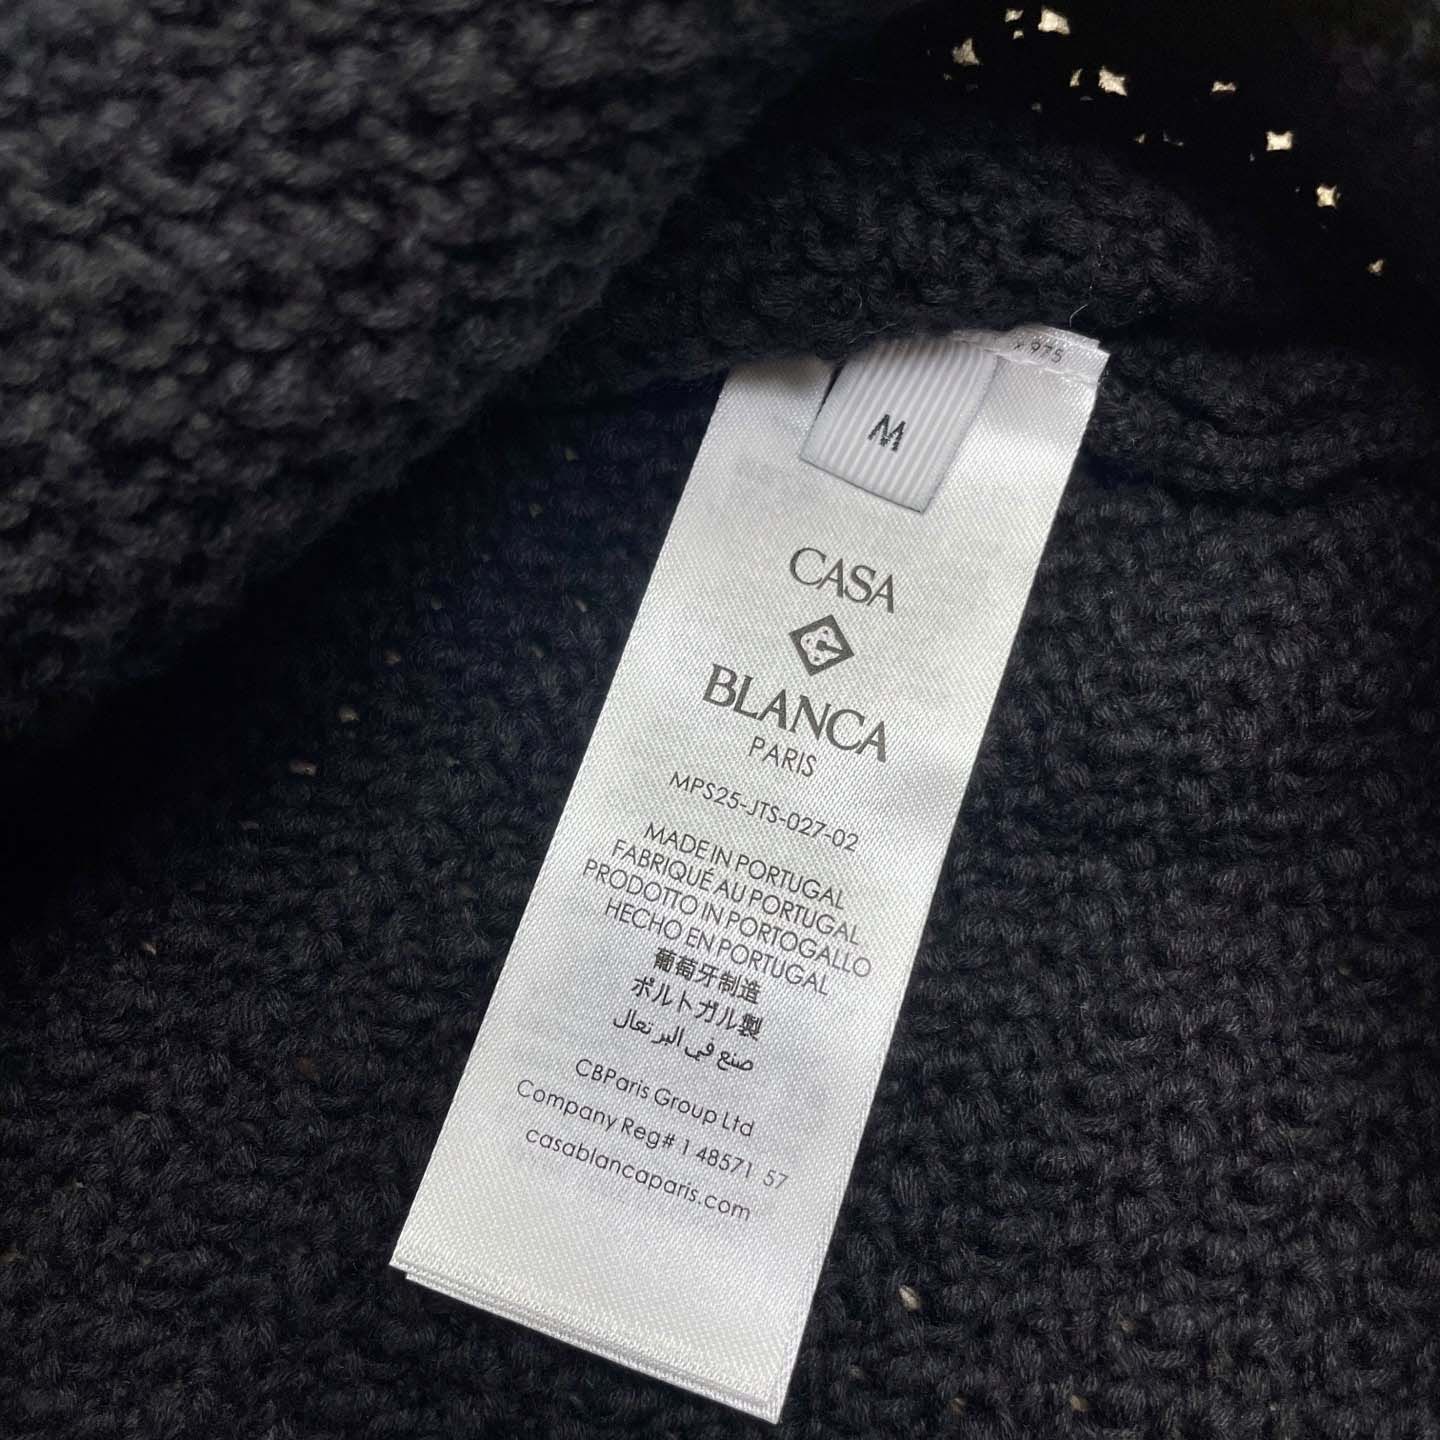 975
M
CASA
BLANCA
PARIS
MPS25-JTS-027-02
MADE IN PORTUGAL
FABRIQUÉ AU PORTUGAL
PRODOTTO IN PORTOGALLO
HECHO EN PORTUGAL
葡萄牙制造
ポルトガル製
صنع في البرتغال
CBParis Group Ltd
Company Reg# 1 48571 57
casablancaparis.com